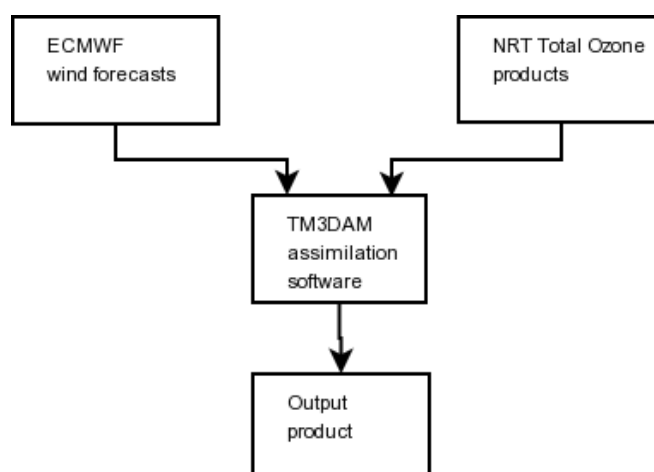 ECMWF
wind forecasts
NRT Total Ozone
products
TM3DAM
assimilation
software
Output
product